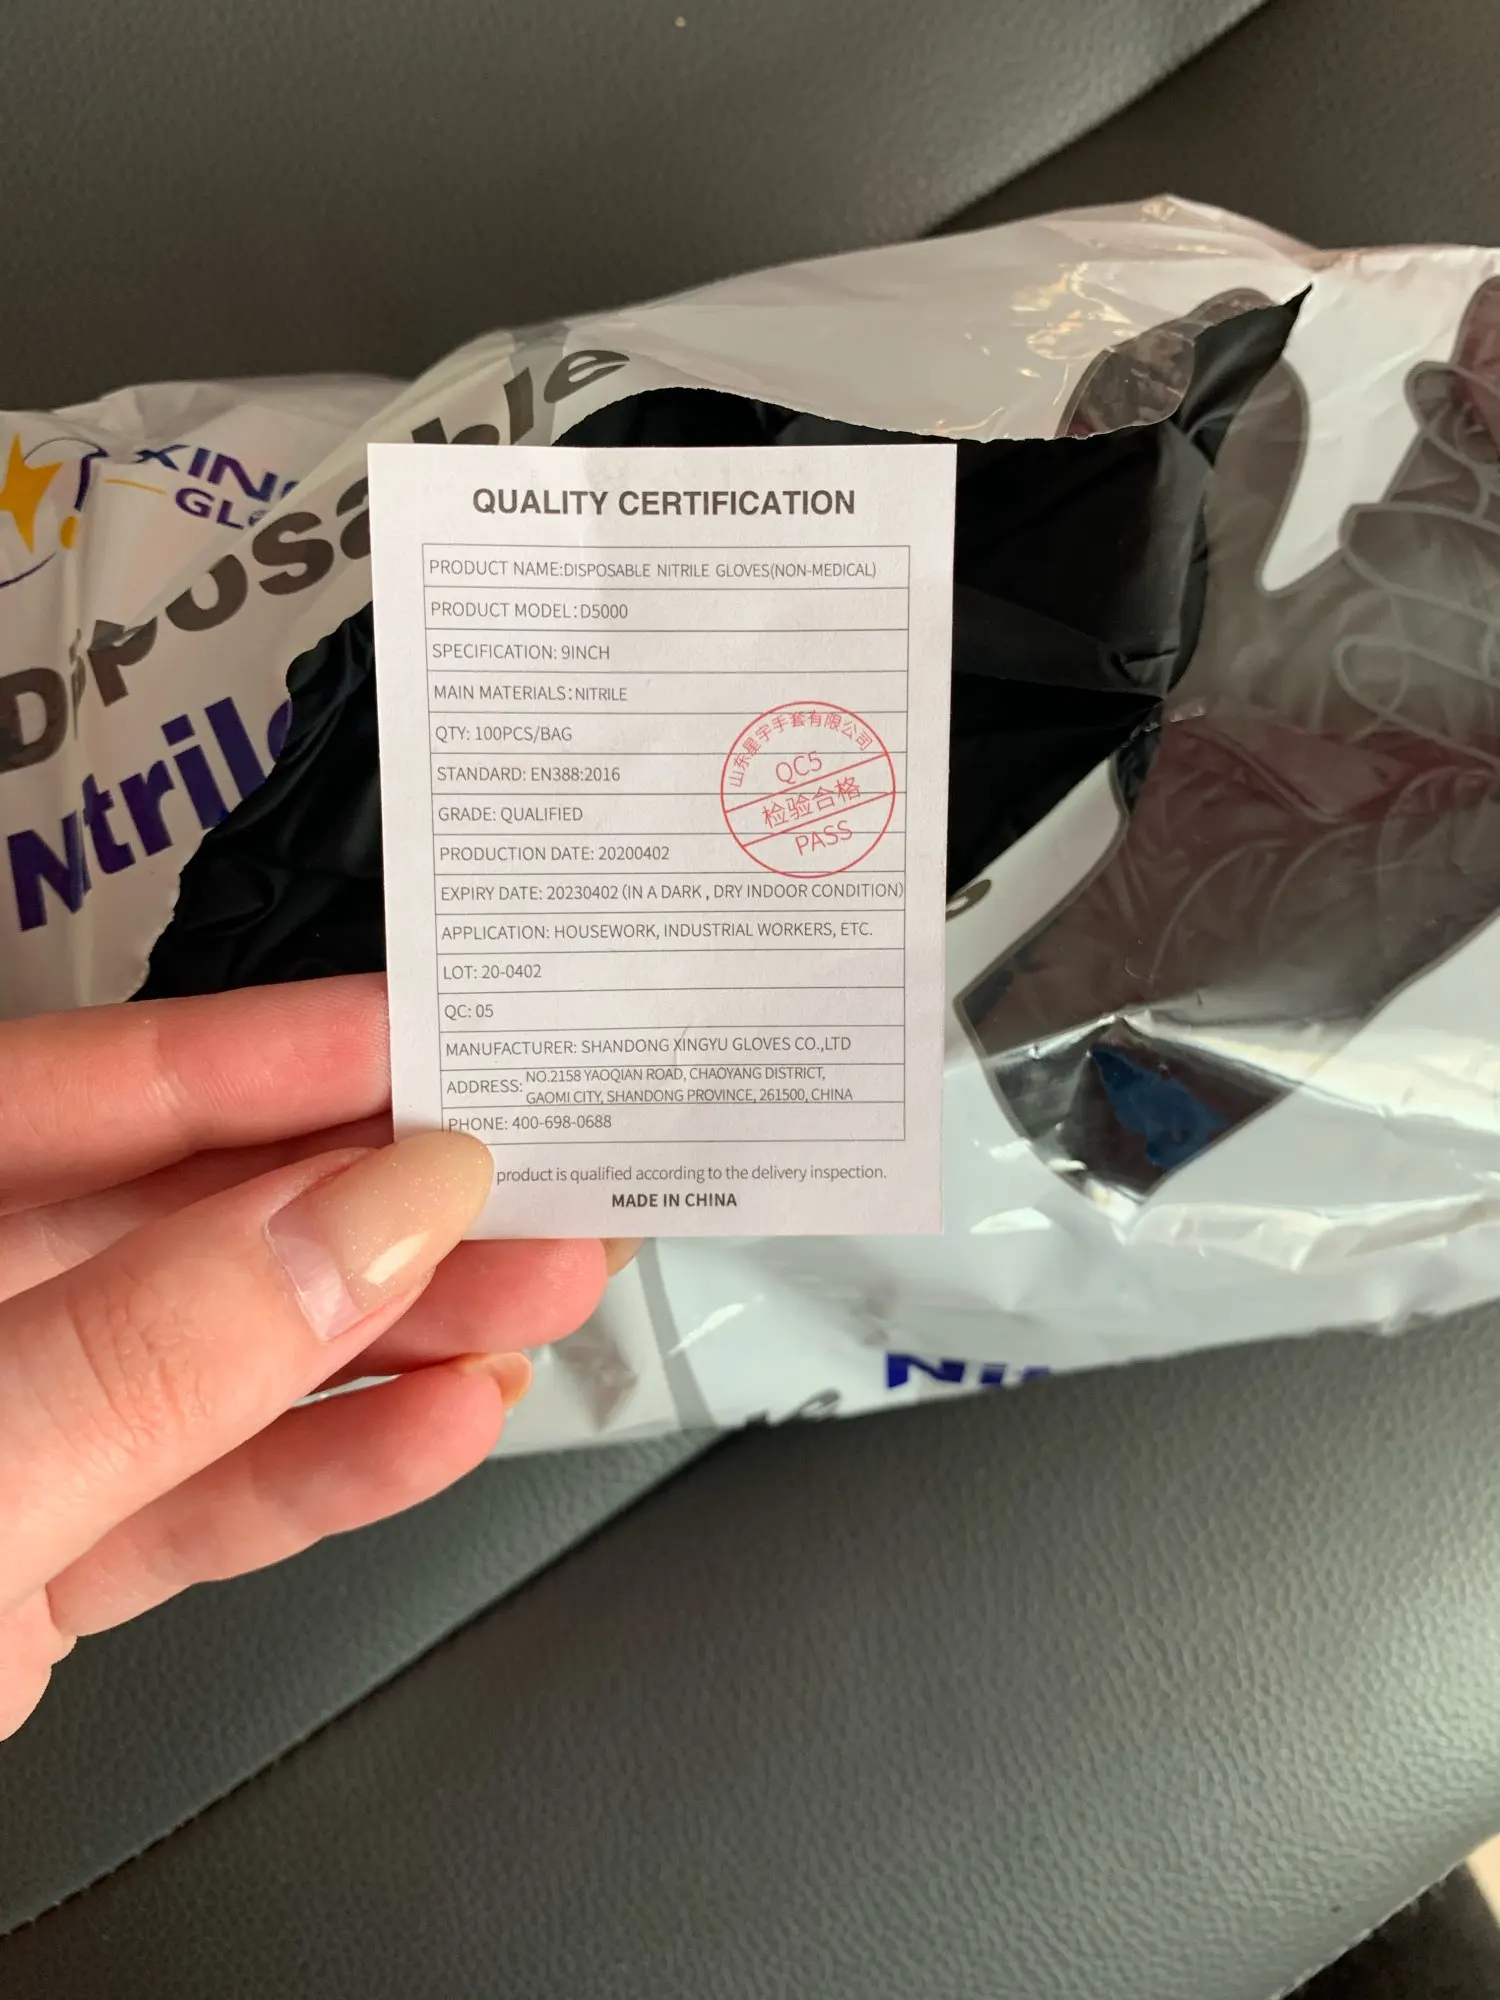 XIN
GL
Disposable
Nitrile
QUALITY CERTIFICATION
PRODUCT NAME:DISPOSABLE NITRILE GLOVES(NON-MEDICAL)
PRODUCT MODEL:D5000
SPECIFICATION: 9INCH
MAIN MATERIALS:NITRILE
QTY: 100PCS/BAG
STANDARD: EN388:2016
GRADE: QUALIFIED
PRODUCTION DATE: 20200402
EXPIRY DATE: 20230402 (IN A DARK , DRY INDOOR CONDITION)
APPLICATION: HOUSEWORK, INDUSTRIAL WORKERS, ETC.
LOT: 20-0402
QC: 05
MANUFACTURER: SHANDONG XINGYU GLOVES CO.,LTD
ADDRESS: NO.2158 YAOQIAN ROAD, CHAOYANG DISTRICT,
GAOMI CITY, SHANDONG PROVINCE, 261500, CHINA
PHONE: 400-698-0688
product is qualified according to the delivery inspection.
MADE IN CHINA
山东星宇手套有限公司
QC5
检验合格
PASS